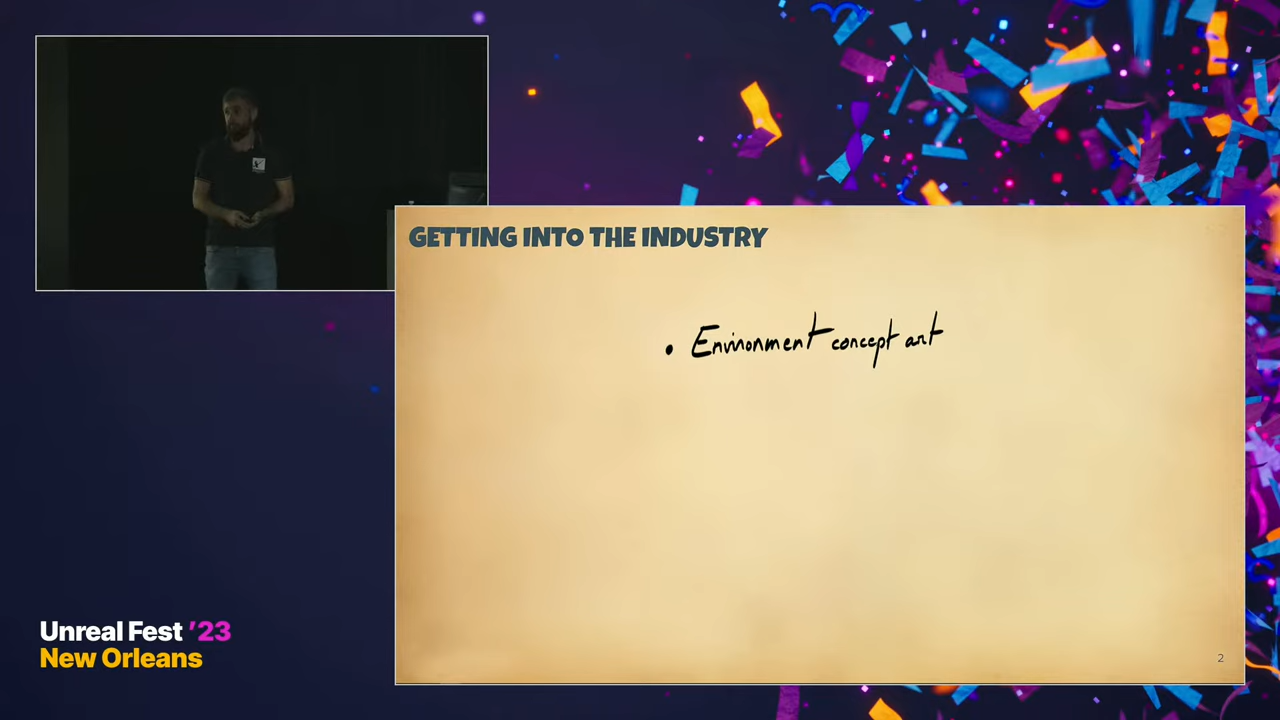 GETTING INTO THE INDUSTRY
• Environment concept art
Unreal Fest '23
New Orleans
2